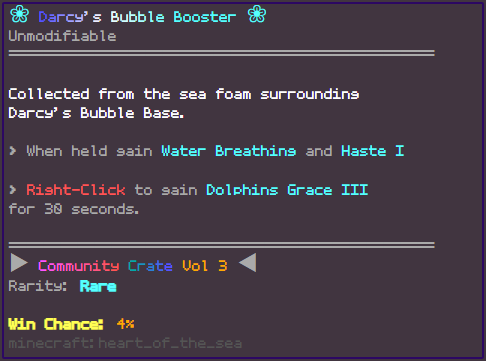 ❀ Darcy's Bubble Booster ❀
Unmodifiable
Collected from the sea foam surrounding
Darcy's Bubble Base.
> When held gain Water Breathing and Haste I
> Right-Click to gain Dolphins Grace III
for 30 seconds.
▶ Community Crate Vol 3 ◀
Rarity: Rare
Win Chance: 4%
minecraft:heart_of_the_sea